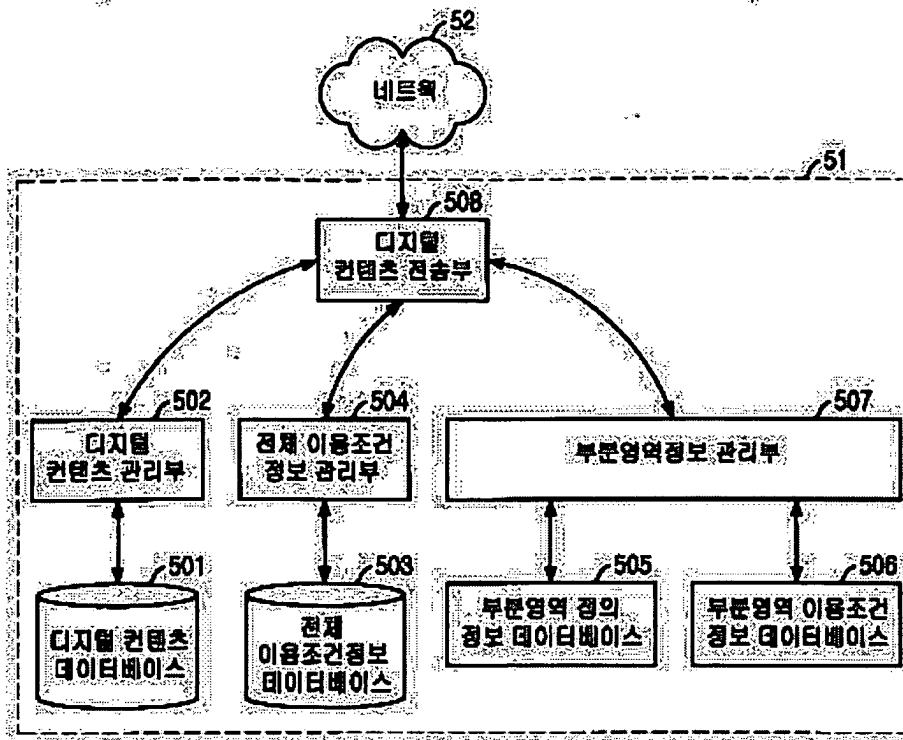 52
네트웍
51
508
디지털
컨텐츠 전송부
502
디지털
컨텐츠 관리부
504
전체 이용조건
정보 관리부
507
부분영역정보 관리부
501
디지털 컨텐츠
데이터베이스
503
전체
이용조건정보
데이터베이스
505
부분영역 정의
정보 데이터베이스
506
부분영역 이용조건
정보 데이터베이스